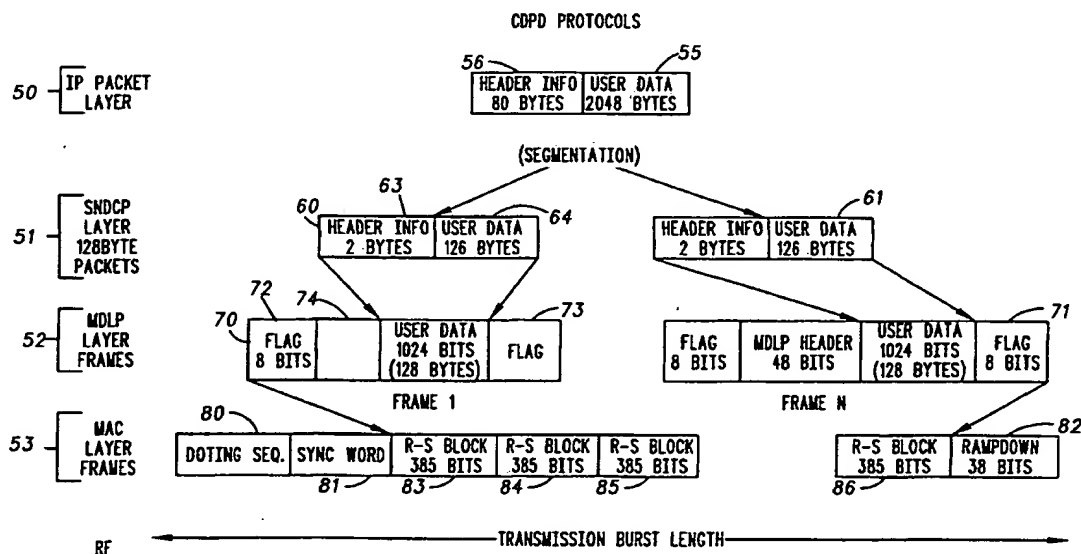 CDPD PROTOCOLS
56
55
50
IP PACKET
LAYER
HEADER INFO
80 BYTES
USER DATA
2048 BYTES
(SEGMENTATION)
51
SNDCP
LAYER
128BYTE
PACKETS
60
63
64
61
HEADER INFO
2 BYTES
USER DATA
126 BYTES
HEADER INFO
2 BYTES
USER DATA
126 BYTES
52
MDLP
LAYER
FRAMES
72
74
73
71
70
FLAG
8 BITS
USER DATA
1024 BITS
(128 BYTES)
FLAG
FLAG
8 BITS
MDLP HEADER
48 BITS
USER DATA
1024 BITS
(128 BYTES)
FLAG
8 BITS
FRAME 1
FRAME N
53
MAC
LAYER
FRAMES
80
82
DOTING SEQ.
SYNC WORD
R-S BLOCK
385 BITS
R-S BLOCK
385 BITS
R-S BLOCK
385 BITS
R-S BLOCK
385 BITS
RAMPDOWN
38 BITS
81
83
84
85
86
RF
TRANSMISSION BURST LENGTH